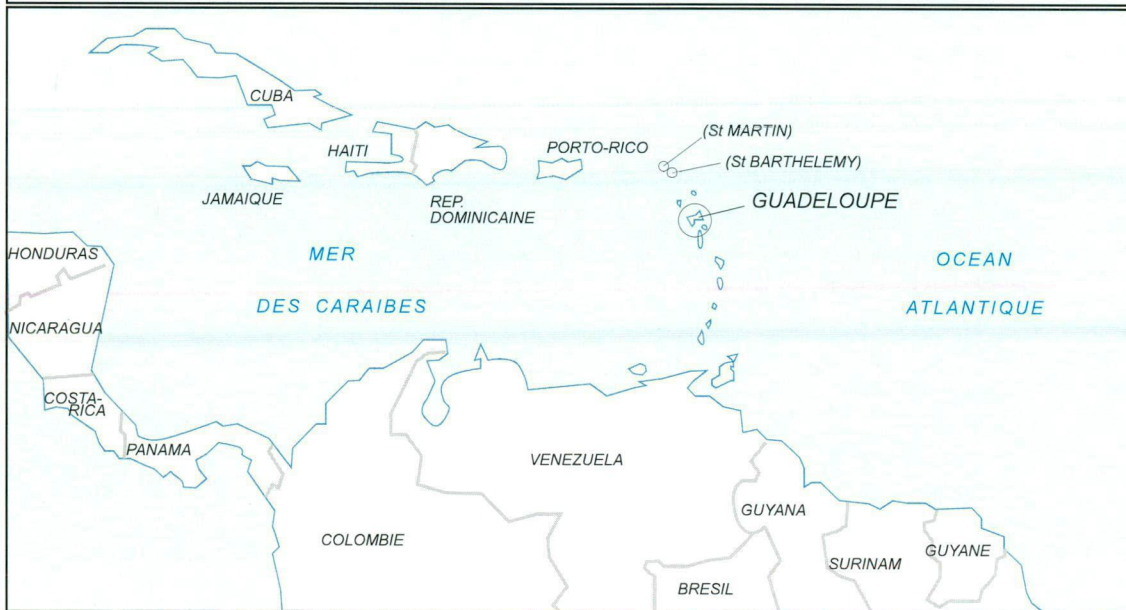 CUBA
(St MARTIN)
HAITI
PORTO-RICO
(St BARTHELEMY)
JAMAIQUE
REP.
DOMINICAINE
GUADELOUPE
HONDURAS
MER
OCEAN
DES CARAIBES
ATLANTIQUE
NICARAGUA
COSTA-
RICA
PANAMA
VENEZUELA
GUYANA
COLOMBIE
GUYANE
SURINAM
BRESIL